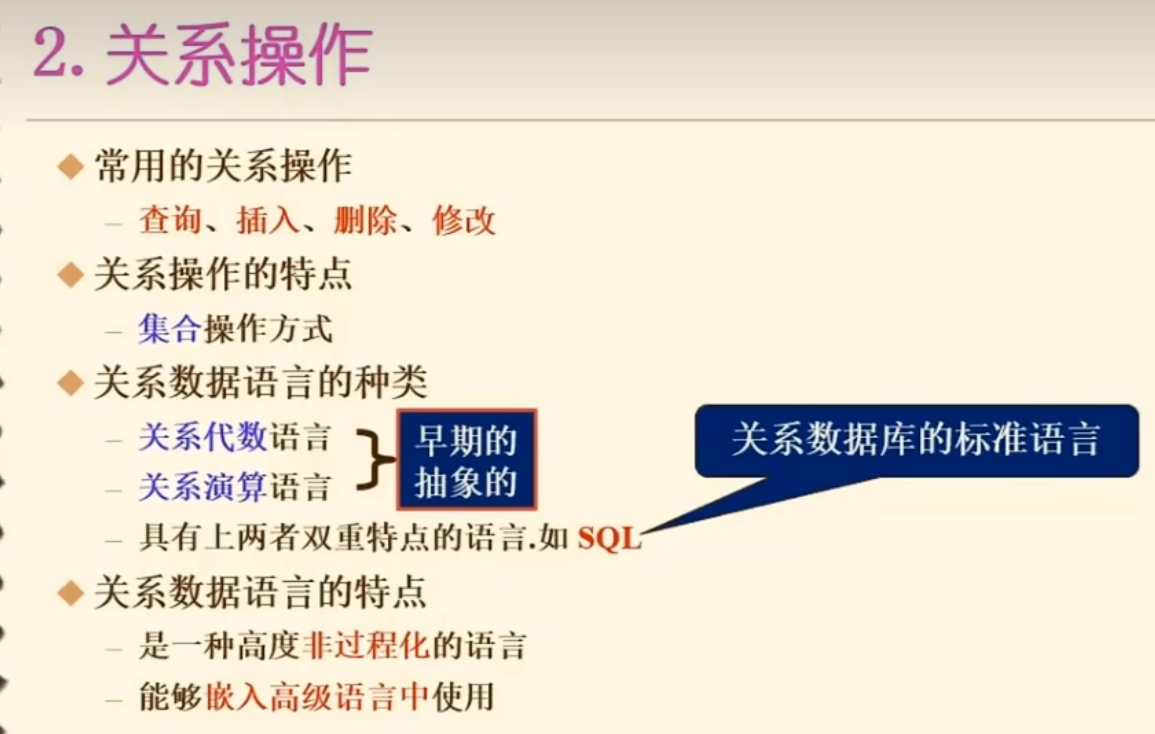 2. 关系操作
常用的关系操作
– 查询、插入、删除、修改
关系操作的特点
– 集合操作方式
关系数据语言的种类
– 关系代数语言
– 关系演算语言
早期的
抽象的
– 具有上两者双重特点的语言.如 SQL
关系数据库的标准语言
关系数据语言的特点
– 是一种高度非过程化的语言
– 能够嵌入高级语言中使用